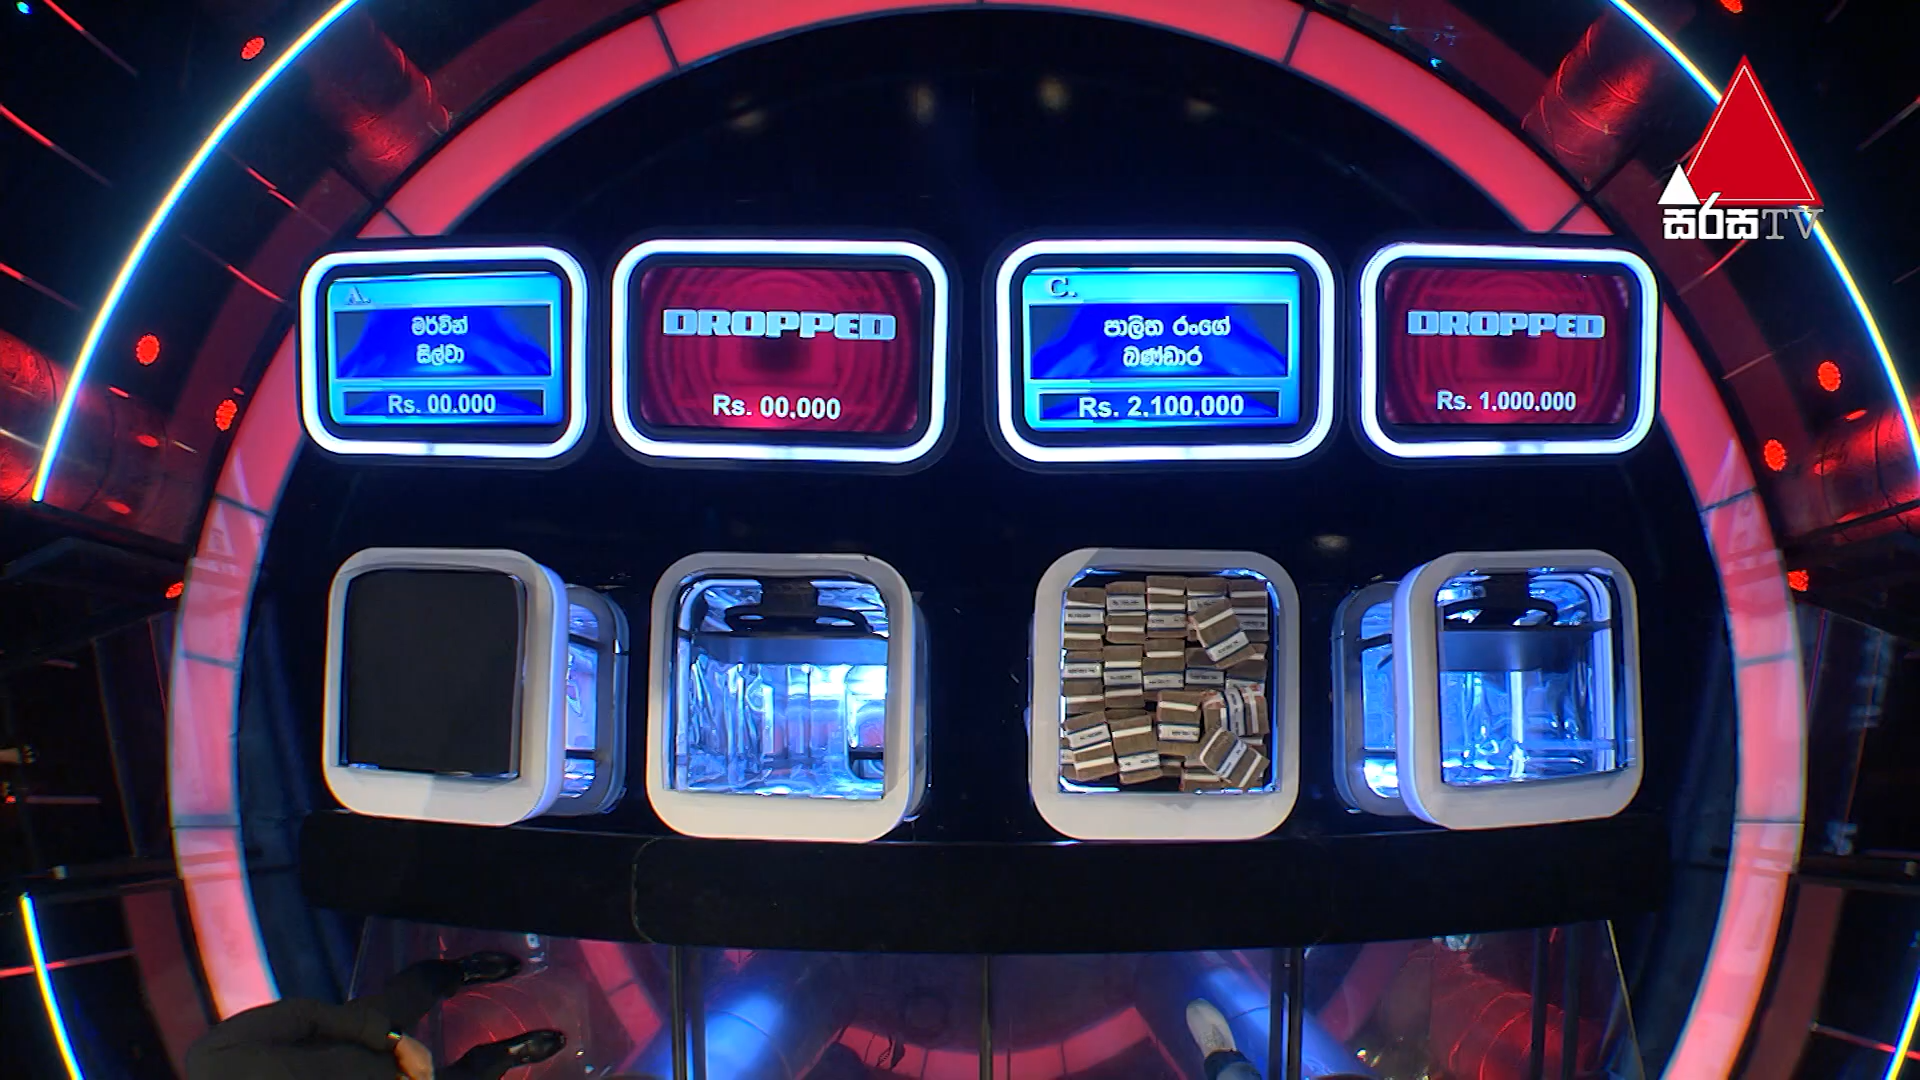 සිරස TV
A.
මර්වින්
සිල්වා
Rs. 00.000
DROPPED
Rs. 00,000
C.
පාලිත රංගේ
බණ්ඩාර
Rs. 2,100,000
DROPPED
Rs. 1,000,000